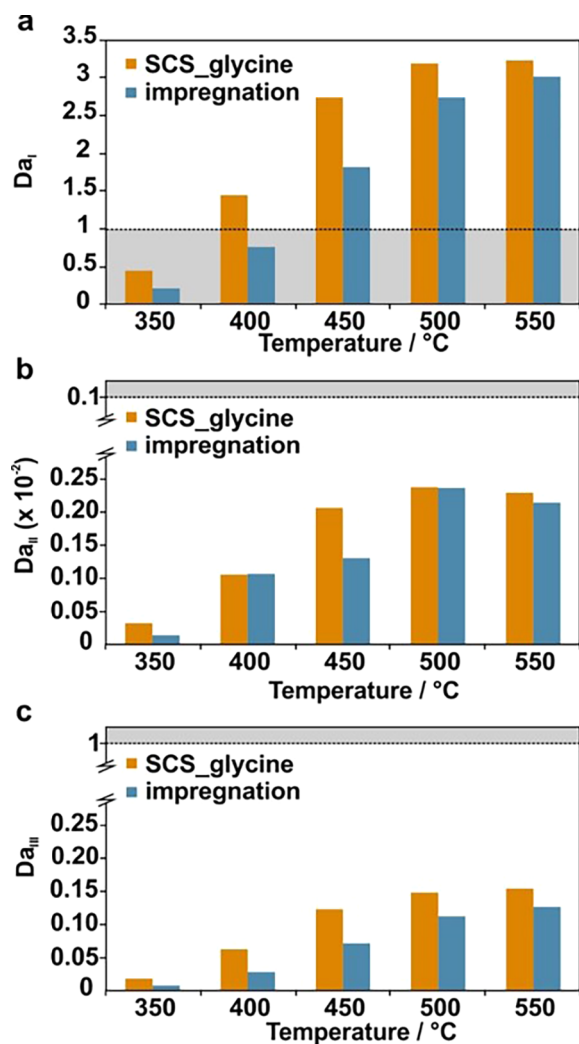 a
3.5
3
2.5
2
1.5
1
0.5
0
Da_I
SCS_glycine
impregnation
350 400 450 500 550
Temperature / °C
b
0.1
0.25
0.20
0.15
0.10
0.05
0
Da_II (x 10^-2)
SCS_glycine
impregnation
350 400 450 500 550
Temperature / °C
c
1
0.25
0.20
0.15
0.10
0.05
0
Da_III
SCS_glycine
impregnation
350 400 450 500 550
Temperature / °C